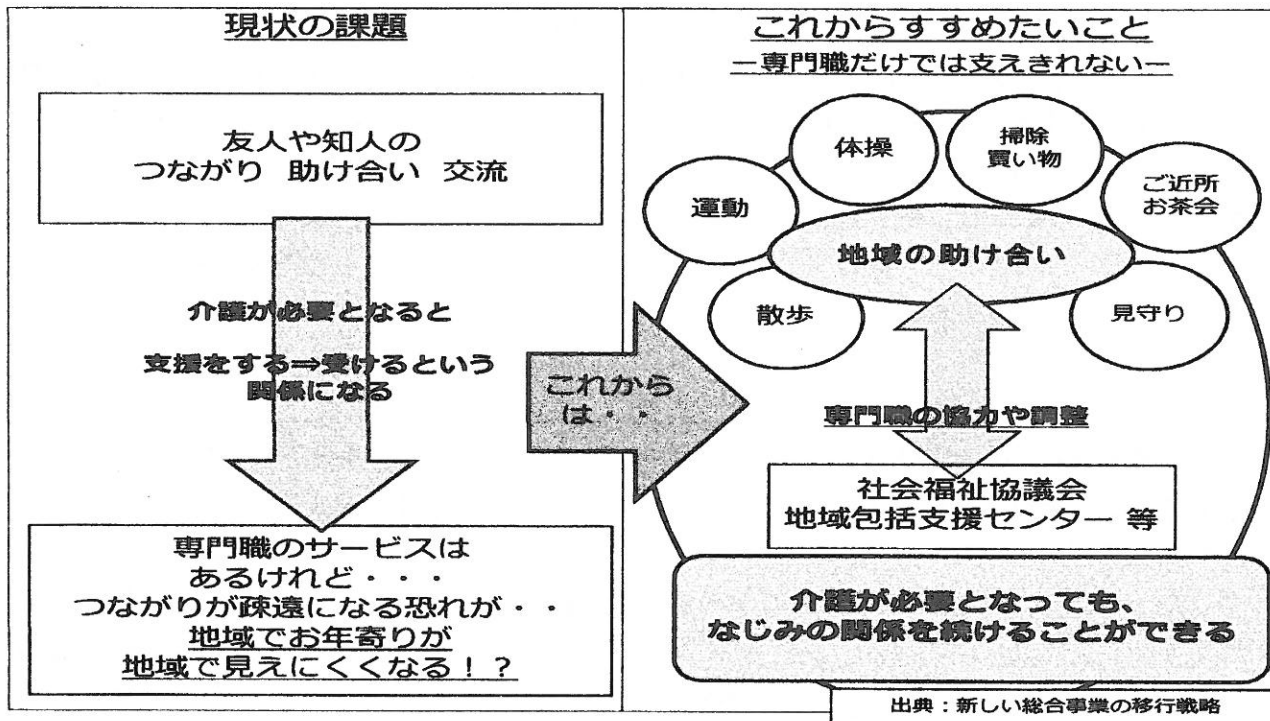 現状の課題
友人や知人の
つながり 助け合い 交流
介護が必要となると
支援をする⇒受けるという
関係になる
専門職のサービスは
あるけれど・・・
つながりが疎遠になる恐れが・・
地域でお年寄りが
地域で見えにくくなる！？
これから
は・・
これからすすめたいこと
―専門職だけでは支えきれない―
体操
掃除
買い物
運動
ご近所
お茶会
地域の助け合い
散歩
見守り
専門職の協力や調整
社会福祉協議会
地域包括支援センター 等
介護が必要となっても、
なじみの関係を続けることができる
出典：新しい総合事業の移行戦略